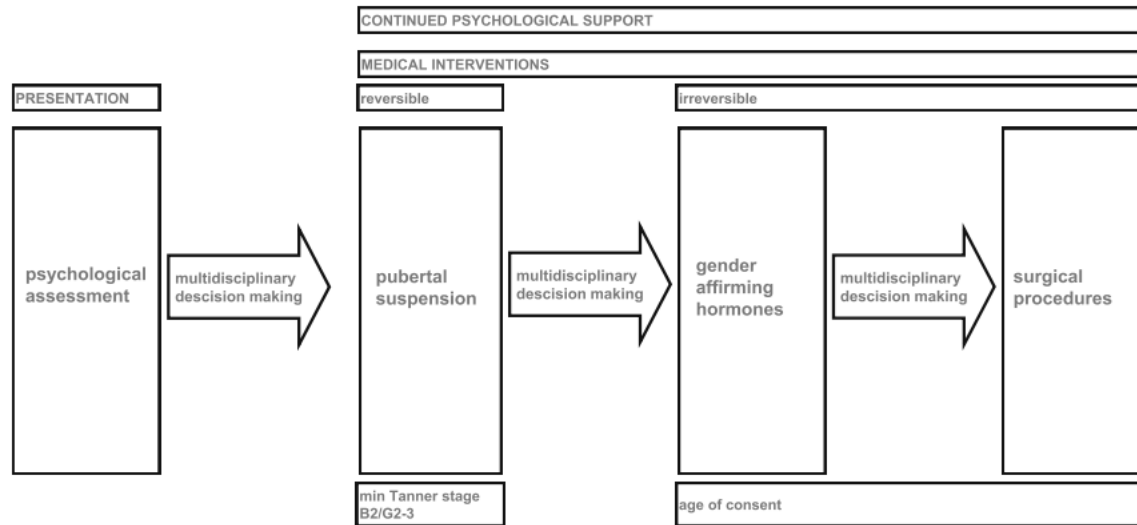 CONTINUED PSYCHOLOGICAL SUPPORT
MEDICAL INTERVENTIONS
PRESENTATION
reversible
irreversible
psychological
assessment
multidisciplinary
descision making
pubertal
suspension
multidisciplinary
descision making
gender
affirming
hormones
multidisciplinary
descision making
surgical
procedures
min Tanner stage
B2/G2-3
age of consent